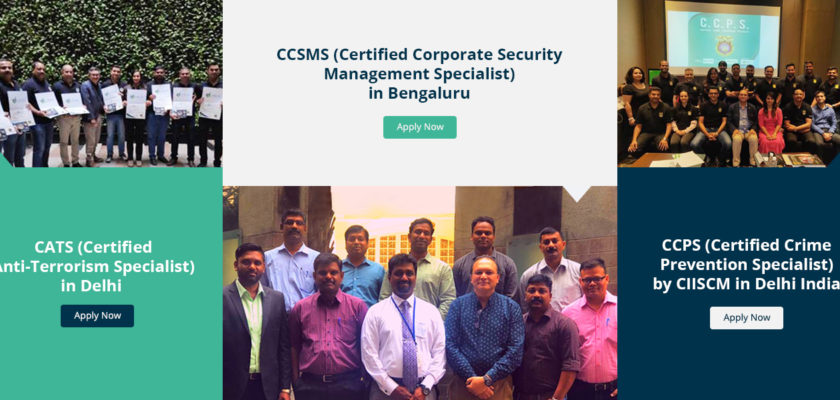 CCSMS (Certified Corporate Security
Management Specialist)
in Bengaluru
Apply Now
C.C.P.S.
CATS (Certified
nti-Terrorism Specialist)
in Delhi
Apply Now
CCPS (Certified Crime
Prevention Specialist)
by CIISCM in Delhi India
Apply Now